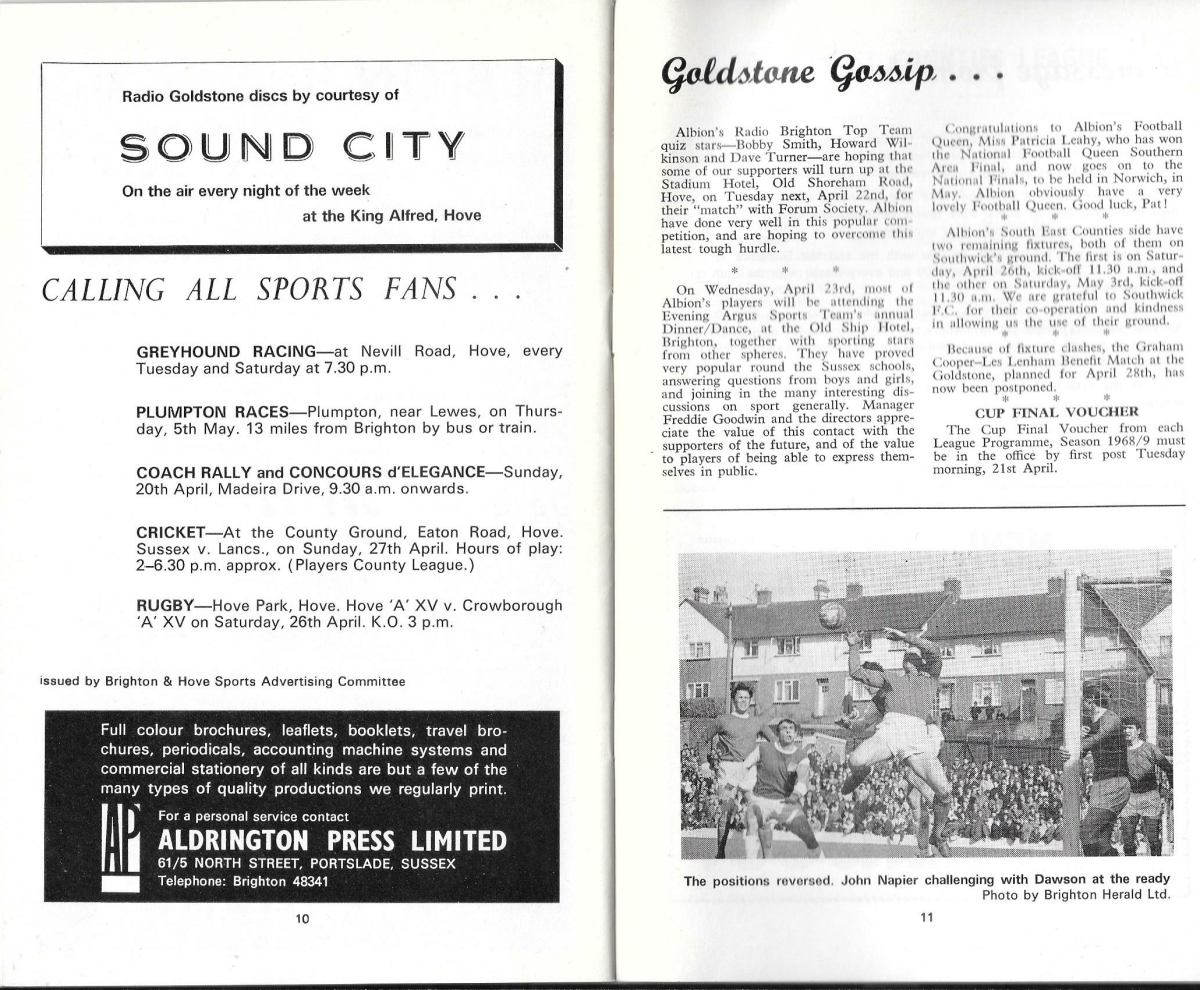 Radio Goldstone discs by courtesy of
SOUND CITY
On the air every night of the week
at the King Alfred, Hove
CALLING ALL SPORTS FANS . . .
GREYHOUND RACING—at Nevill Road, Hove, every
Tuesday and Saturday at 7.30 p.m.
PLUMPTON RACES—Plumpton, near Lewes, on Thurs-
day, 5th May. 13 miles from Brighton by bus or train.
COACH RALLY and CONCOURS d'ELEGANCE—Sunday,
20th April, Madeira Drive, 9.30 a.m. onwards.
CRICKET—At the County Ground, Eaton Road, Hove.
Sussex v. Lancs., on Sunday, 27th April. Hours of play:
2–6.30 p.m. approx. (Players County League.)
RUGBY—Hove Park, Hove. Hove 'A' XV v. Crowborough
'A' XV on Saturday, 26th April. K.O. 3 p.m.
issued by Brighton & Hove Sports Advertising Committee
Full colour brochures, leaflets, booklets, travel bro-
chures, periodicals, accounting machine systems and
commercial stationery of all kinds are but a few of the
many types of quality productions we regularly print.
AP
For a personal service contact
ALDRINGTON PRESS LIMITED
61/5 NORTH STREET, PORTSLADE, SUSSEX
Telephone: Brighton 48341
10
Goldstone Gossip . . .
Albion's Radio Brighton Top Team
quiz stars—Bobby Smith, Howard Wil-
kinson and Dave Turner—are hoping that
some of our supporters will turn up at the
Stadium Hotel, Old Shoreham Road,
Hove, on Tuesday next, April 22nd, for
their "match" with Forum Society. Albion
have done very well in this popular com-
petition, and are hoping to overcome this
latest tough hurdle.
* * *
On Wednesday, April 23rd, most of
Albion's players will be attending the
Evening Argus Sports Team's annual
Dinner/Dance, at the Old Ship Hotel,
Brighton, together with sporting stars
from other spheres. They have proved
very popular round the Sussex schools,
answering questions from boys and girls,
and joining in the many interesting dis-
cussions on sport generally. Manager
Freddie Goodwin and the directors appre-
ciate the value of this contact with the
supporters of the future, and of the value
to players of being able to express them-
selves in public.
Congratulations to Albion's Football
Queen, Miss Patricia Leahy, who has won
the National Football Queen Southern
Area Final, and now goes on to the
National Finals, to be held in Norwich, in
May. Albion obviously have a very
lovely Football Queen. Good luck, Pat!
* * *
Albion's South East Counties side have
two remaining fixtures, both of them on
Southwick's ground. The first is on Satur-
day, April 26th, kick-off 11.30 a.m., and
the other on Saturday, May 3rd, kick-off
11.30 a.m. We are grateful to Southwick
F.C. for their co-operation and kindness
in allowing us the use of their ground.
* * *
Because of fixture clashes, the Graham
Cooper–Les Lenham Benefit Match at the
Goldstone, planned for April 28th, has
now been postponed.
* * *
CUP FINAL VOUCHER
The Cup Final Voucher from each
League Programme, Season 1968/9 must
be in the office by first post Tuesday
morning, 21st April.
The positions reversed. John Napier challenging with Dawson at the ready
Photo by Brighton Herald Ltd.
11